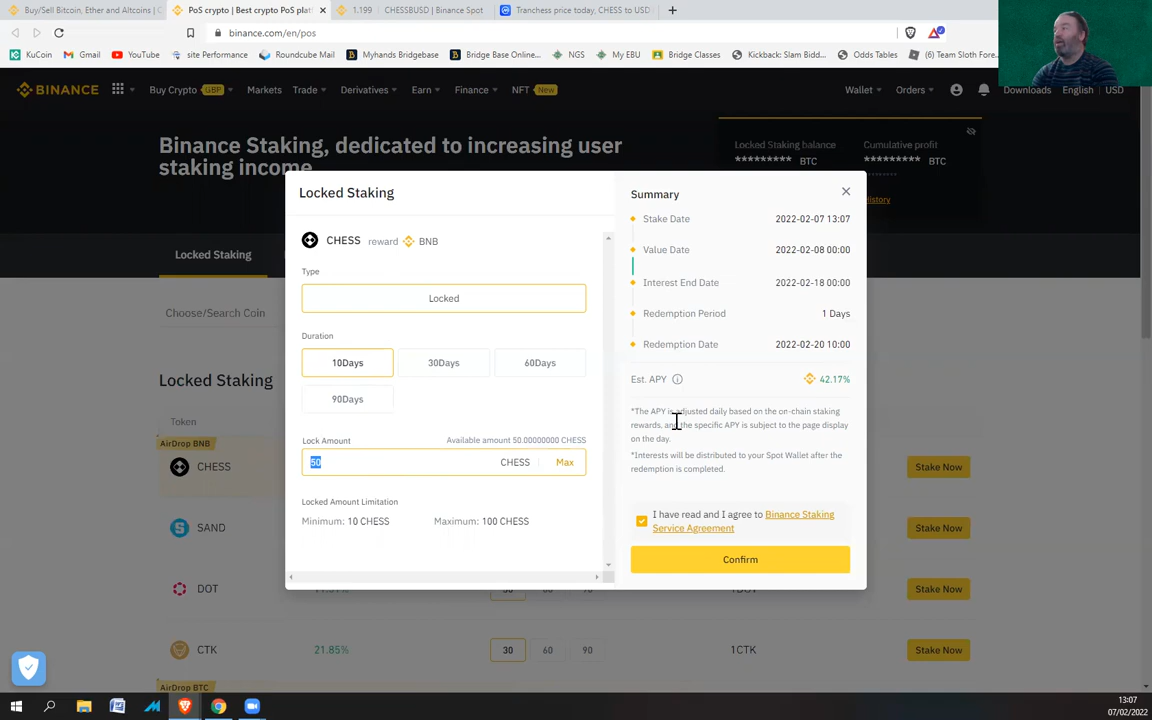 Buy/Sell Bitcoin, Ether and Altcoins | C
PoS crypto | Best crypto PoS plat
1.199
CHESSBUSD | Binance Spot
Tranchess price today, CHESS to USD
binance.com/en/pos
KuCoin
Gmail
YouTube
site Performance
Roundcube Mail
Myhands Bridgebase
Bridge Base Online...
NGS
My EBU
Bridge Classes
Kickback: Slam Bidd...
Odds Tables
(1) Team Sloth Fore...
BINANCE
Buy Crypto
GBP
Markets
Trade
Derivatives
Earn
Finance
NFT
New
Wallet
Orders
Downloads
English
USD
Binance Staking, dedicated to increasing user
staking income
Locked Staking balance
Cumulative profit
********* BTC
********* BTC
History
Locked Staking
Choose/Search Coin
Locked Staking
Token
AirDrop BNB
CHESS
Stake Now
SAND
Stake Now
DOT
30
60
90
1DOT
Stake Now
CTK
21.85%
30
60
90
1CTK
Stake Now
AirDrop BTC
Locked Staking
CHESS
reward
BNB
Type
Locked
Duration
10Days
30Days
60Days
90Days
Lock Amount
Available amount 50.00000000 CHESS
50
CHESS
Max
Locked Amount Limitation
Minimum: 10 CHESS
Maximum: 100 CHESS
Summary
Stake Date
2022-02-07 13:07
Value Date
2022-02-08 00:00
Interest End Date
2022-02-18 00:00
Redemption Period
1 Days
Redemption Date
2022-02-20 10:00
Est. APY
42.17%
*The APY is adjusted daily based on the on-chain staking
rewards, and the specific APY is subject to the page display
on the day.
*Interests will be distributed to your Spot Wallet after the
redemption is completed.
I have read and I agree to Binance Staking
Service Agreement
Confirm
13:07
07/02/2022